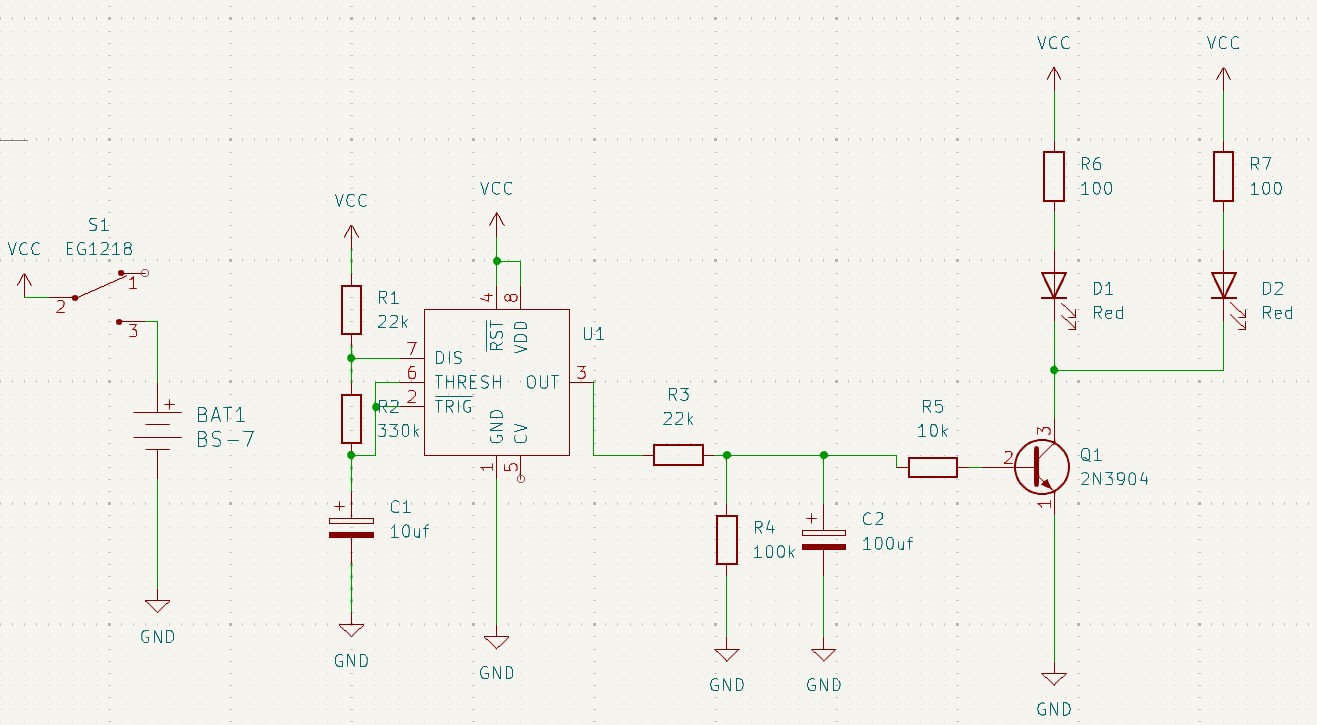 VCC
VCC
R6
100
R7
100
VCC
VCC
S1
EG1218
VCC
1
2
3
R1
22k
4
8
RST
VDD
U1
7
DIS
6
THRESH
OUT
3
2
TRIG
R2
330k
GND
CV
1
5
D1
Red
D2
Red
+
BAT1
BS-7
R3
22k
R5
10k
3
2
Q1
2N3904
1
+
C1
10uf
R4
100k
+
C2
100uf
GND
GND
GND
GND
GND
GND